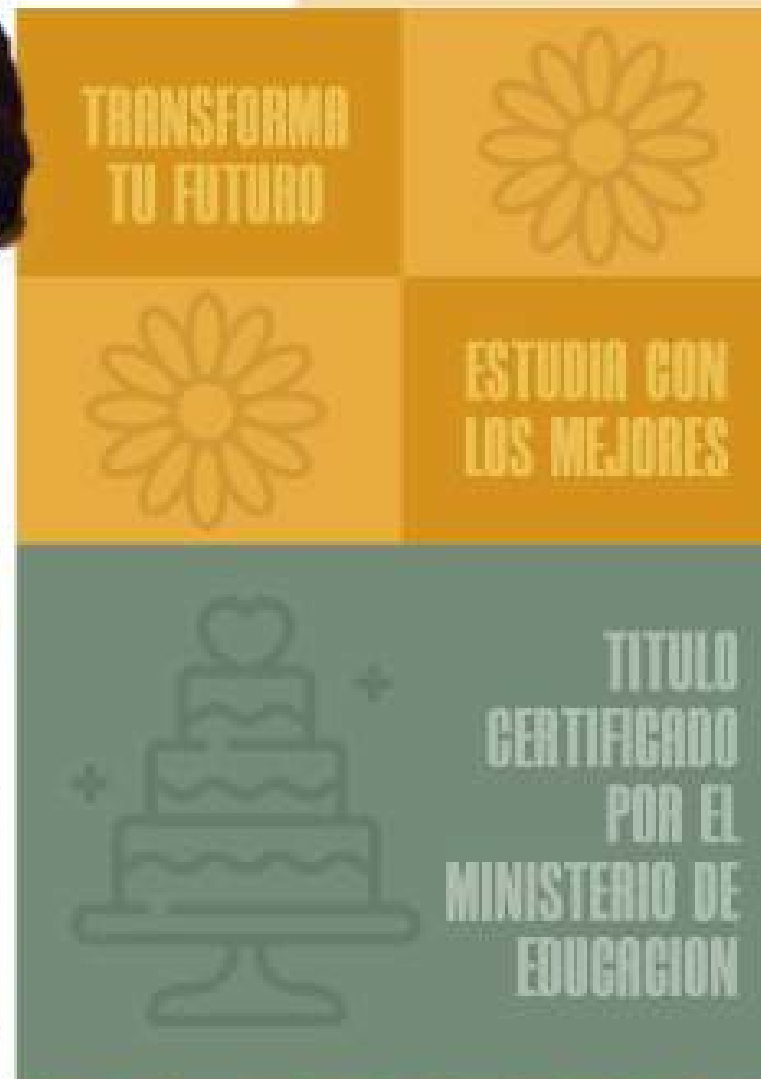 TRANSFORMA
TU FUTURO
ESTUDIA CON
LOS MEJORES
TITULO
CERTIFICADO
POR EL
MINISTERIO DE
EDUCACION